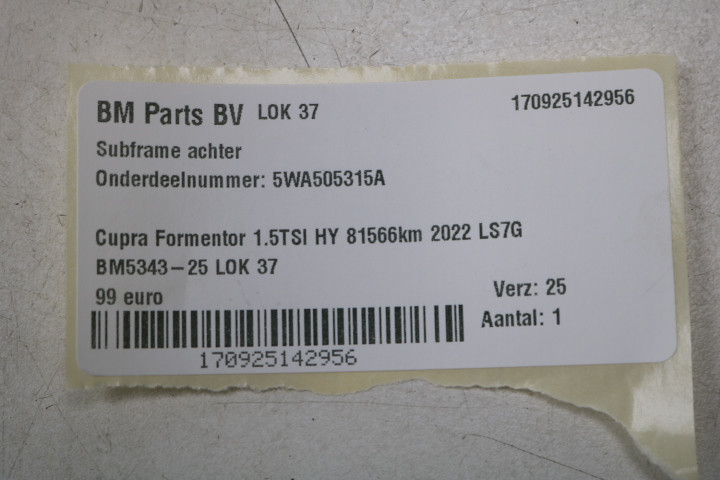 BM Parts BV LOK 37 170925142956
Subframe achter
Onderdeelnummer: 5WA505315A
Cupra Formentor 1.5TSI HY 81566km 2022 LS7G
BM5343-25 LOK 37
99 euro Verz: 25
Aantal: 1
170925142956